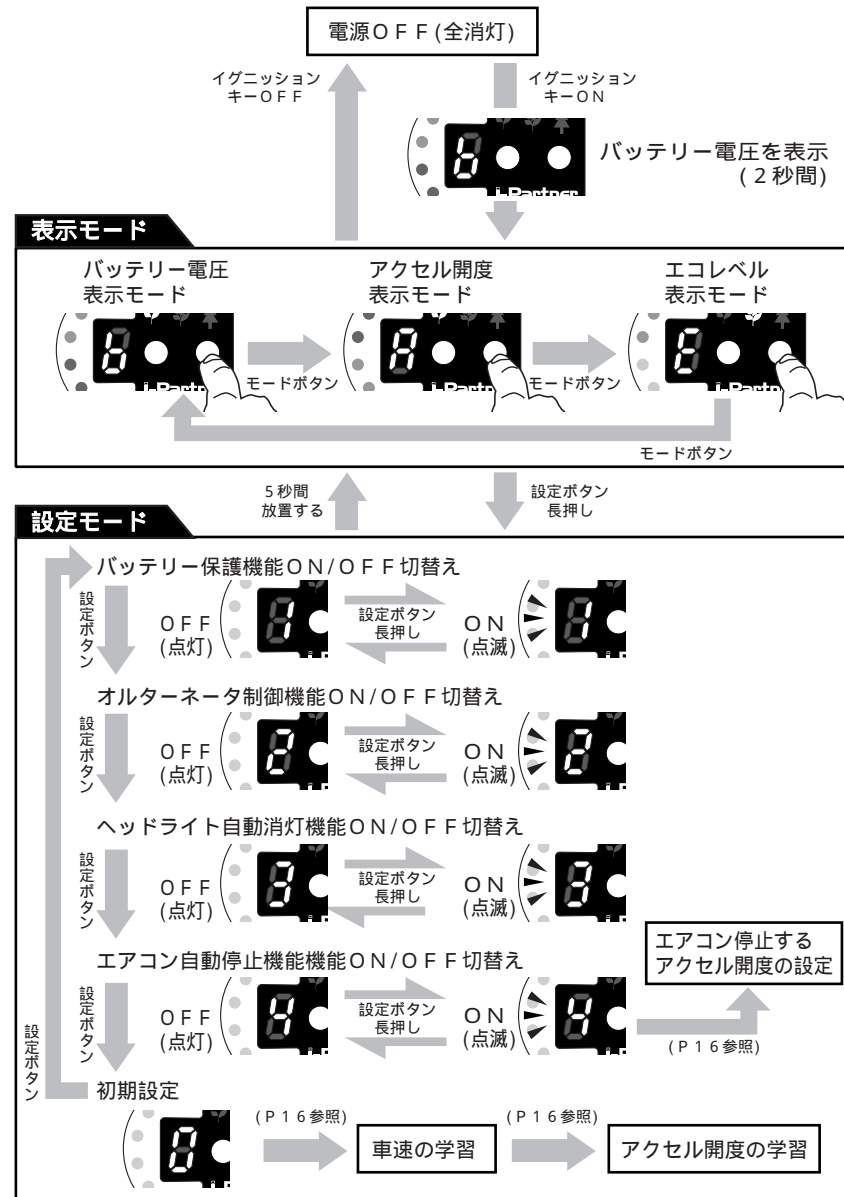 電源ＯＦＦ(全消灯)
イグニッション
キーＯＦＦ
イグニッション
キーＯＮ
バッテリー電圧を表示
(２秒間)
i-Partner
表示モード
バッテリー電圧
表示モード
アクセル開度
表示モード
エコレベル
表示モード
モードボタン
モードボタン
モードボタン
５秒間
放置する
設定ボタン
長押し
設定モード
バッテリー保護機能ＯＮ/ＯＦＦ切替え
設定ボタン
ＯＦＦ
(点灯)
1
設定ボタン
長押し
ＯＮ
(点滅)
1
オルターネータ制御機能ＯＮ/ＯＦＦ切替え
設定ボタン
ＯＦＦ
(点灯)
2
設定ボタン
長押し
ＯＮ
(点滅)
2
ヘッドライト自動消灯機能ＯＮ/ＯＦＦ切替え
設定ボタン
ＯＦＦ
(点灯)
3
設定ボタン
長押し
ＯＮ
(点滅)
3
エアコン自動停止機能機能ＯＮ/ＯＦＦ切替え
設定ボタン
ＯＦＦ
(点灯)
4
設定ボタン
長押し
ＯＮ
(点滅)
4
エアコン停止する
アクセル開度の設定
(Ｐ１６参照)
設定ボタン
初期設定
0
(Ｐ１６参照)
車速の学習
(Ｐ１６参照)
アクセル開度の学習